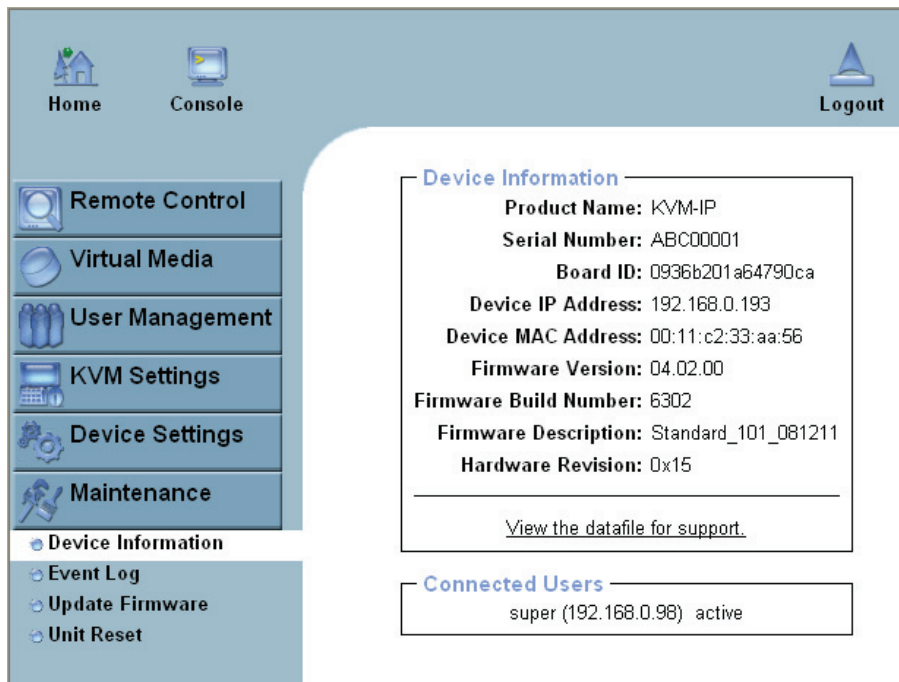 Home
Console
Logout
Remote Control
Virtual Media
User Management
KVM Settings
Device Settings
Maintenance
Device Information
Event Log
Update Firmware
Unit Reset
Device Information
Product Name: KVM-IP
Serial Number: ABC00001
Board ID: 0936b201a64790ca
Device IP Address: 192.168.0.193
Device MAC Address: 00:11:c2:33:aa:56
Firmware Version: 04.02.00
Firmware Build Number: 6302
Firmware Description: Standard_101_081211
Hardware Revision: 0x15
View the datafile for support.
Connected Users
super (192.168.0.98) active